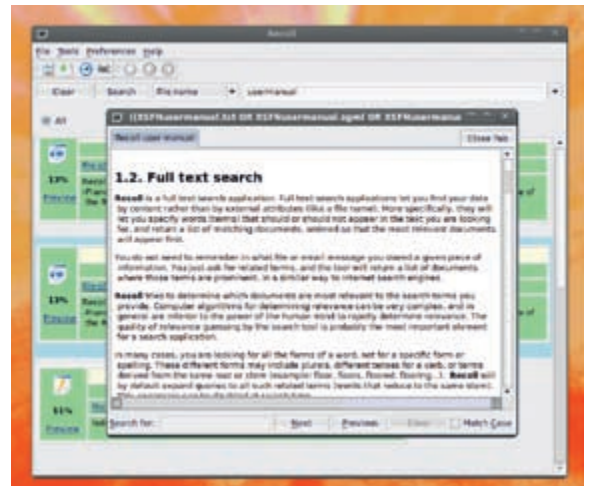 Recoll
File Tools Preferences Help
Clear Search File name usermanual
All
((XSFNusermanual.txt OR XSFNusermanual.sgml OR XSFNusermanua
Recoll user manual Close Tab
1.2. Full text search
Recoll is a full text search application. Full text search applications let you find your data
by content rather than by external attributes (like a file name). More specifically, they will
let you specify words (terms) that should or should not appear in the text you are looking
for, and return a list of matching documents, ordered so that the most relevant documents
will appear first.
You do not need to remember in what file or email message you stored a given piece of
information. You just ask for related terms, and the tool will return a list of documents
where those terms are prominent, in a similar way to Internet search engines.
Recoll tries to determine which documents are most relevant to the search terms you
provide. Computer algorithms for determining relevance can be very complex, and in
general are inferior to the power of the human mind to rapidly determine relevance. The
quality of relevance guessing by the search tool is probably the most important element
for a search application.
In many cases, you are looking for all the forms of a word, not for a specific form or
spelling. These different forms may include plurals, different tenses for a verb, or terms
derived from the same root or stem (example: floor, floors, floored, flooring...). Recoll will
by default expand queries to all such related terms (words that reduce to the same stem).
13%
Preview
13%
Preview
11%
Preview
Search for: Next Previous Clear Match Case